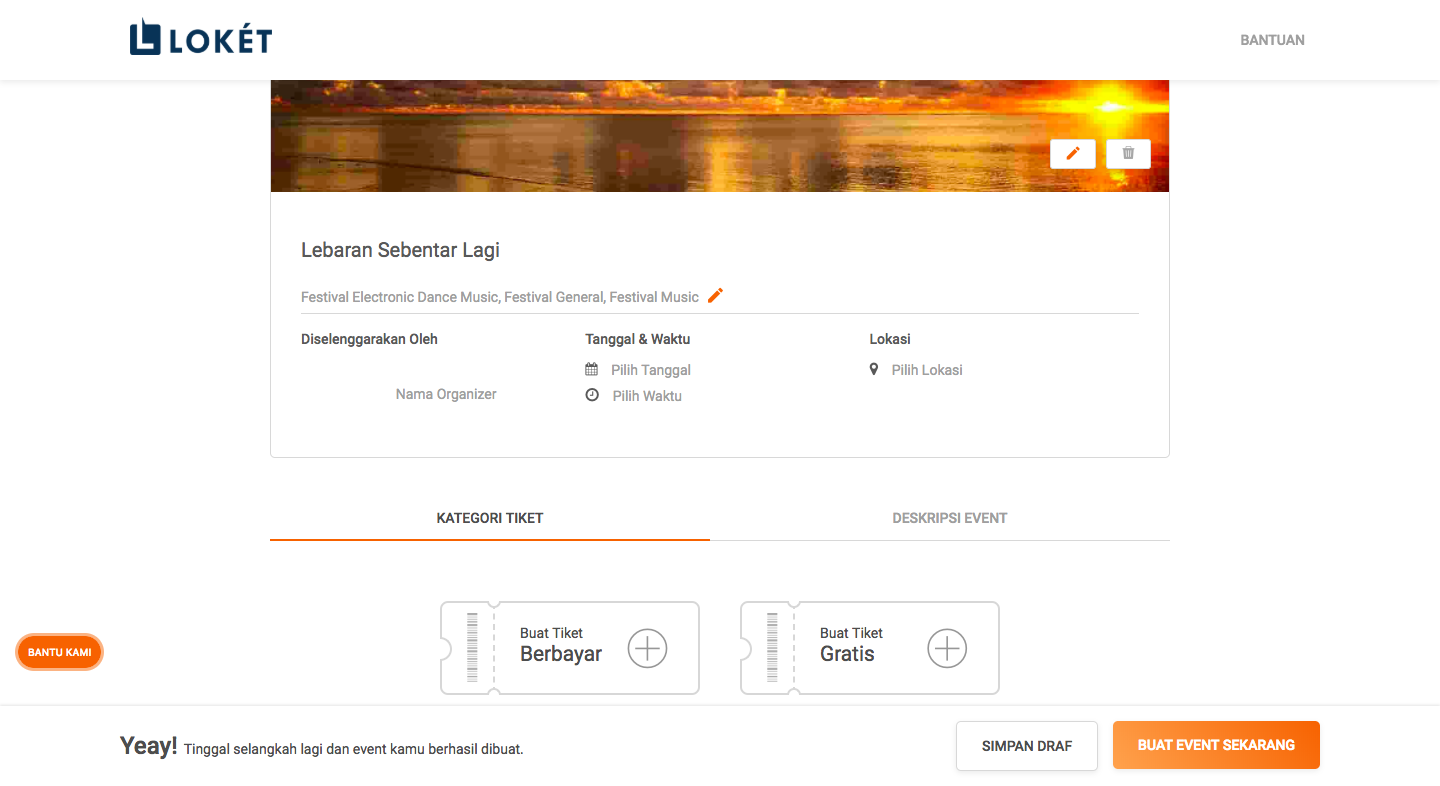 LOKÉT
BANTUAN
Lebaran Sebentar Lagi
Festival Electronic Dance Music, Festival General, Festival Music
Diselenggarakan Oleh
Nama Organizer
Tanggal & Waktu
Pilih Tanggal
Pilih Waktu
Lokasi
Pilih Lokasi
KATEGORI TIKET
DESKRIPSI EVENT
Buat Tiket
Berbayar
Buat Tiket
Gratis
BANTU KAMI
Yeay! Tinggal selangkah lagi dan event kamu berhasil dibuat.
SIMPAN DRAF
BUAT EVENT SEKARANG